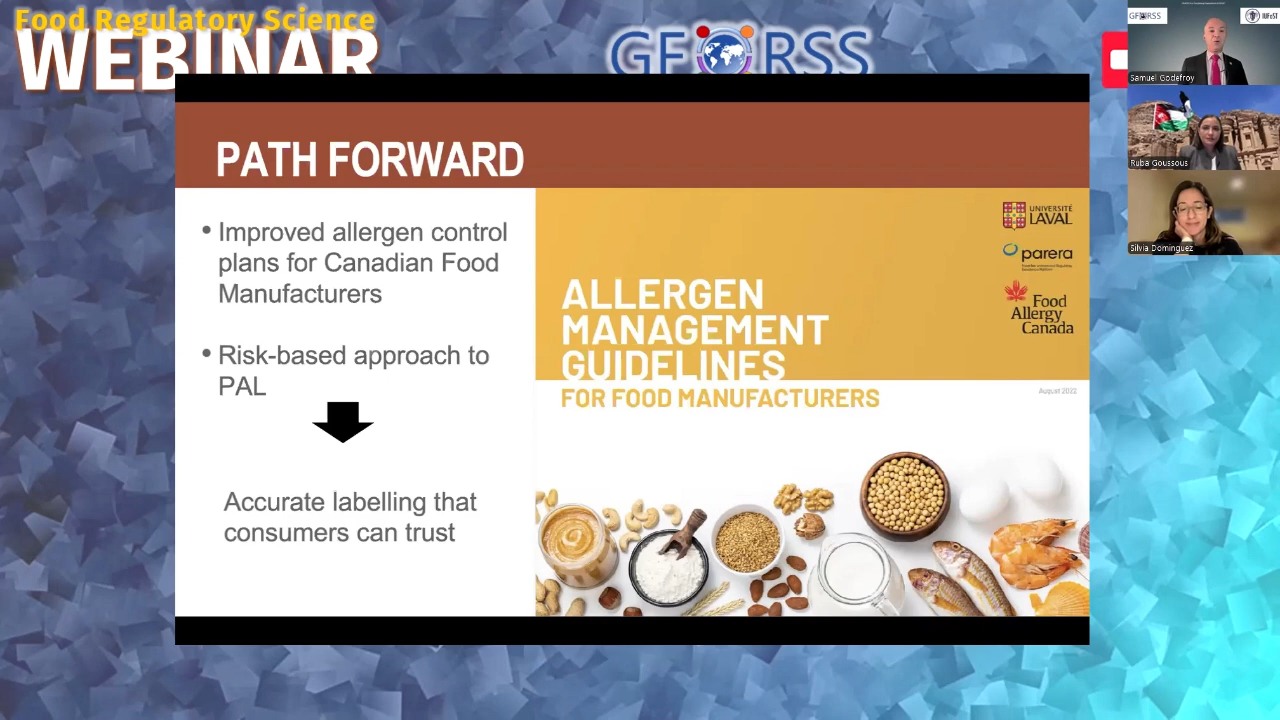 Food Regulatory Science
WEBINAR
GFORSS
GFORSS
IUFoST
Samuel Godefroy
Ruba Goussous
Silvia Dominguez
PATH FORWARD
• Improved allergen control
plans for Canadian Food
Manufacturers
• Risk-based approach to
PAL
Accurate labelling that
consumers can trust
UNIVERSITÉ
LAVAL
parera
Food
Allergy
Canada
ALLERGEN
MANAGEMENT
GUIDELINES
FOR FOOD MANUFACTURERS
August 2022